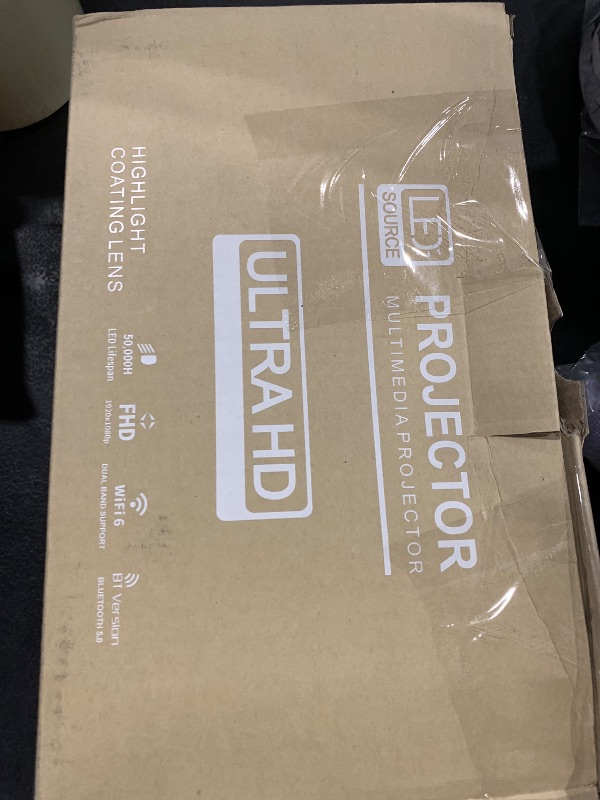 LED
SOURCE
PROJECTOR
MULTIMEDIA PROJECTOR
ULTRA HD
HIGHLIGHT
COATING LENS
50,000H
LED Lifespan
FHD
1920x1080p
WiFi 6
DUAL BAND SUPPORT
BT Version
BLUETOOTH 5.0